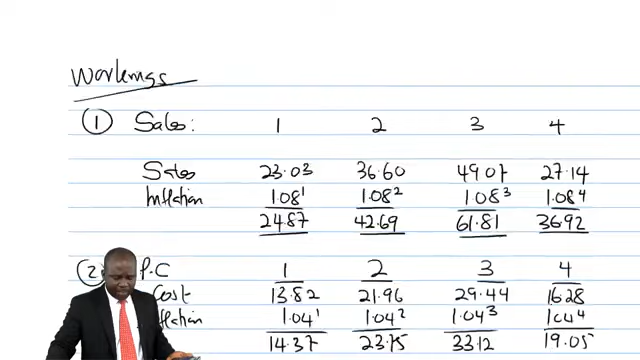 Workings
① Sales: 1 2 3 4
Sales 23.03 36.60 49.07 27.14
Inflation 1.08¹ 1.08² 1.08³ 1.08⁴
24.87 42.69 61.81 36.92
② P.C 1 2 3 4
Cost 13.82 21.96 29.44 16.28
1.04¹ 1.04² 1.04³ 1.04⁴
14.37 23.75 33.12 19.05